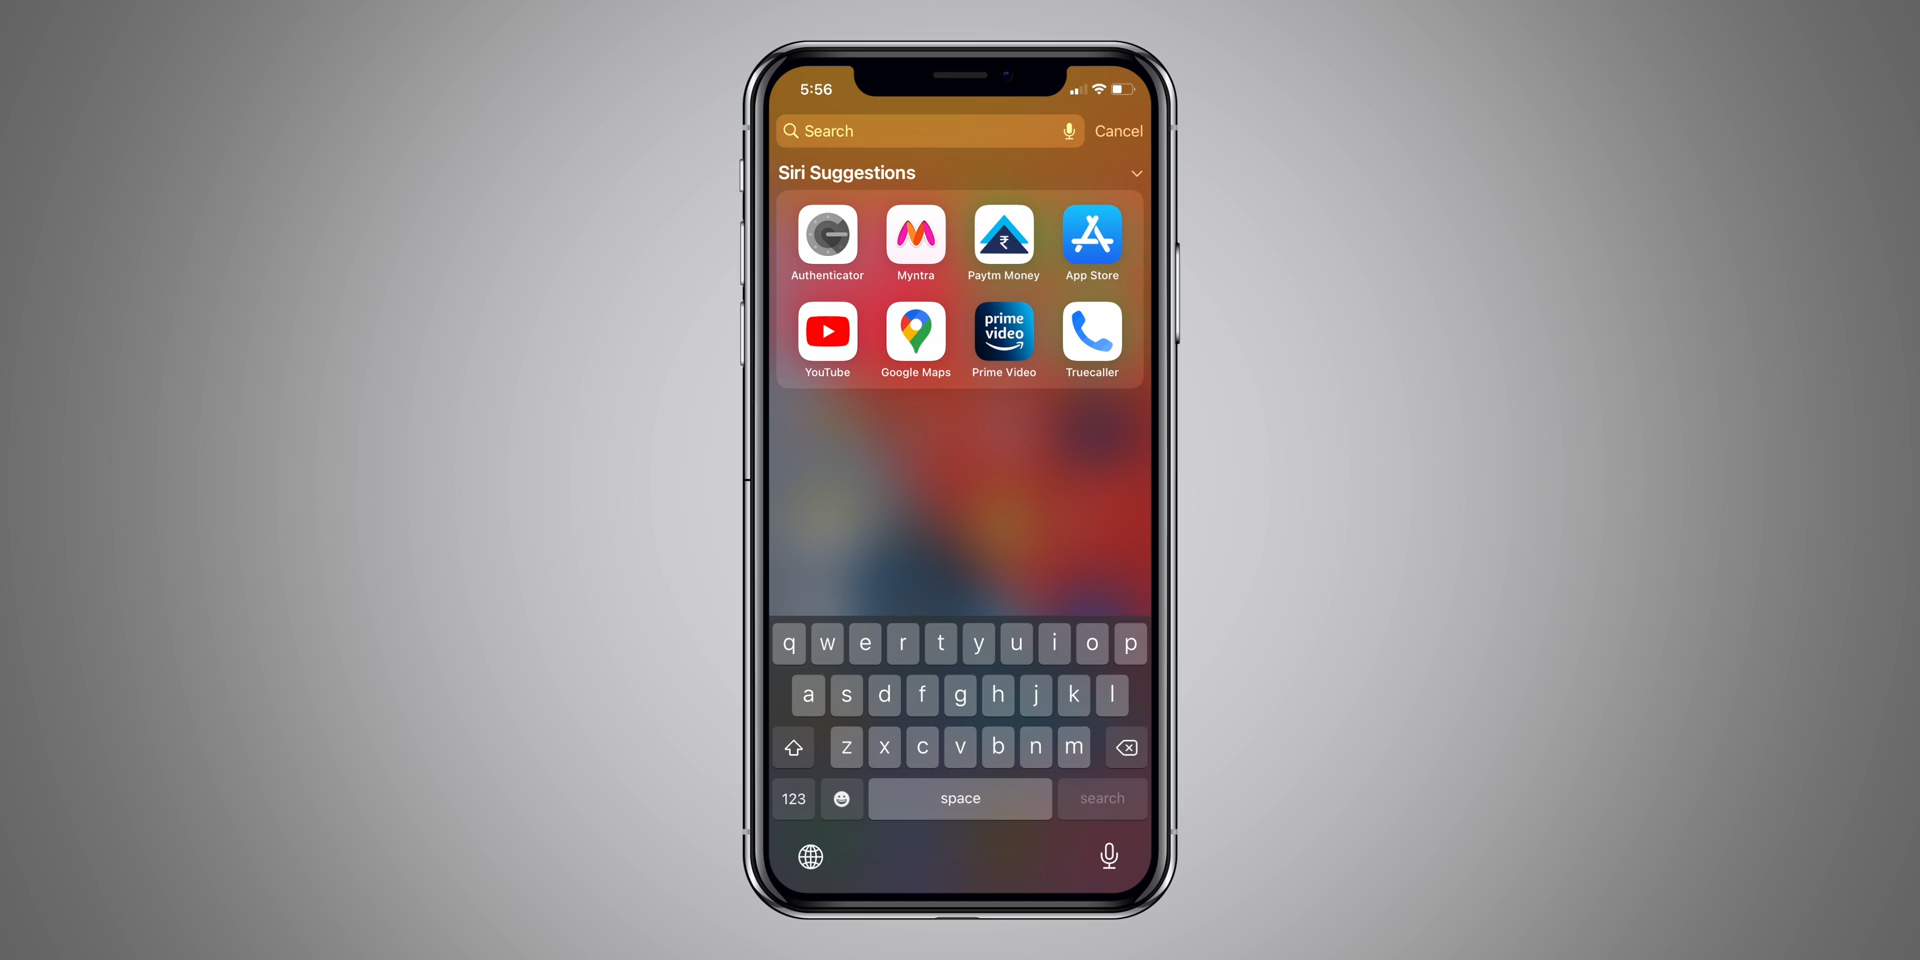 5:56
Search Cancel
Siri Suggestions
Authenticator Myntra Paytm Money App Store
prime
video
YouTube Google Maps Prime Video Truecaller
q w e r t y u i o p
a s d f g h j k l
z x c v b n m
123 space search